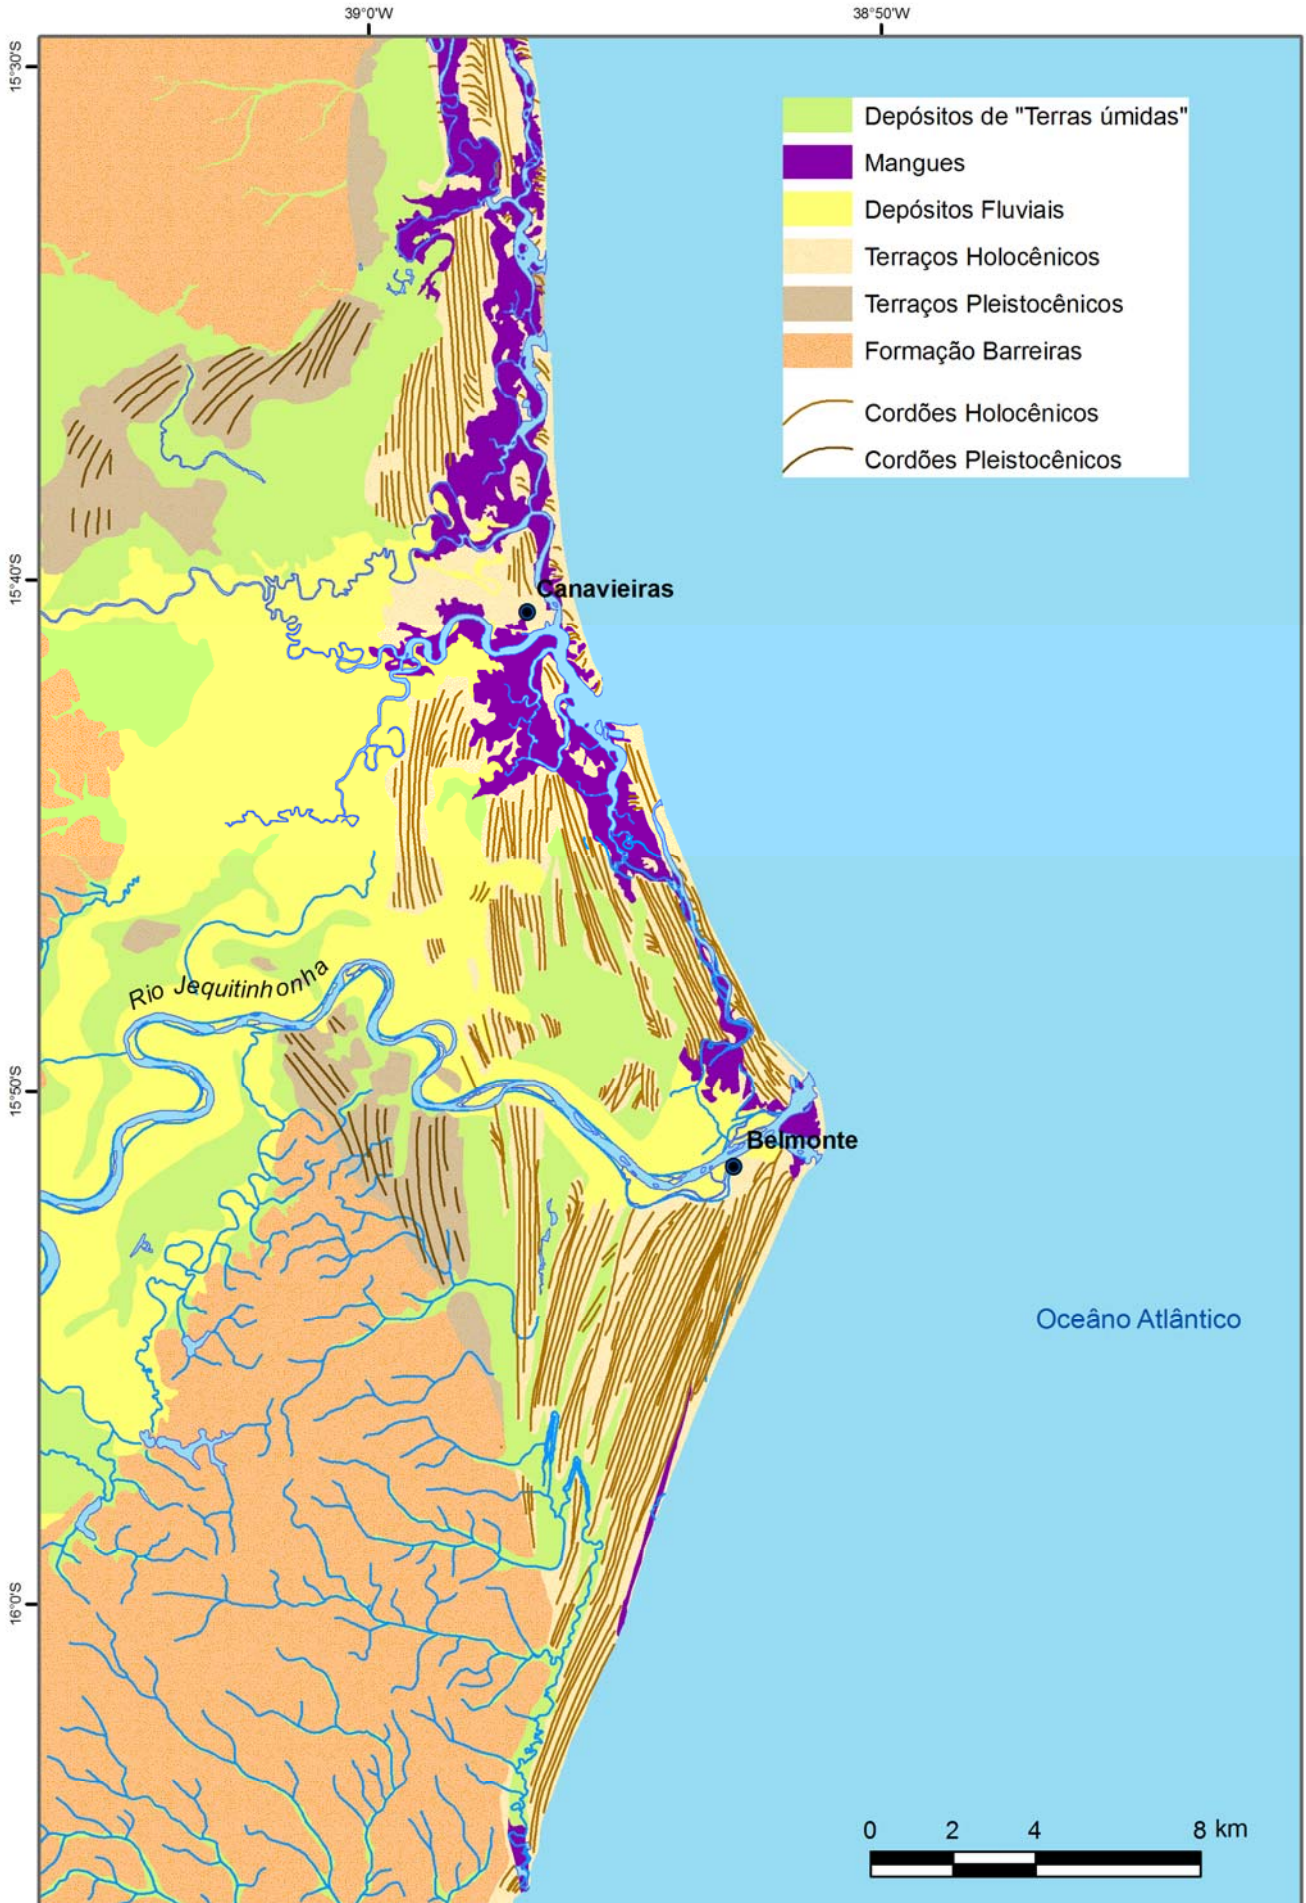 39°0'W
38°50'W
15°30'S
Depósitos de "Terras úmidas"
Mangues
Depósitos Fluviais
Terraços Holocênicos
Terraços Pleistocênicos
Formação Barreiras
Cordões Holocênicos
Cordões Pleistocênicos
15°40'S
Canavieiras
Rio Jequitinhonha
15°50'S
Belmonte
Oceâno Atlântico
16°0'S
0 2 4 8 km